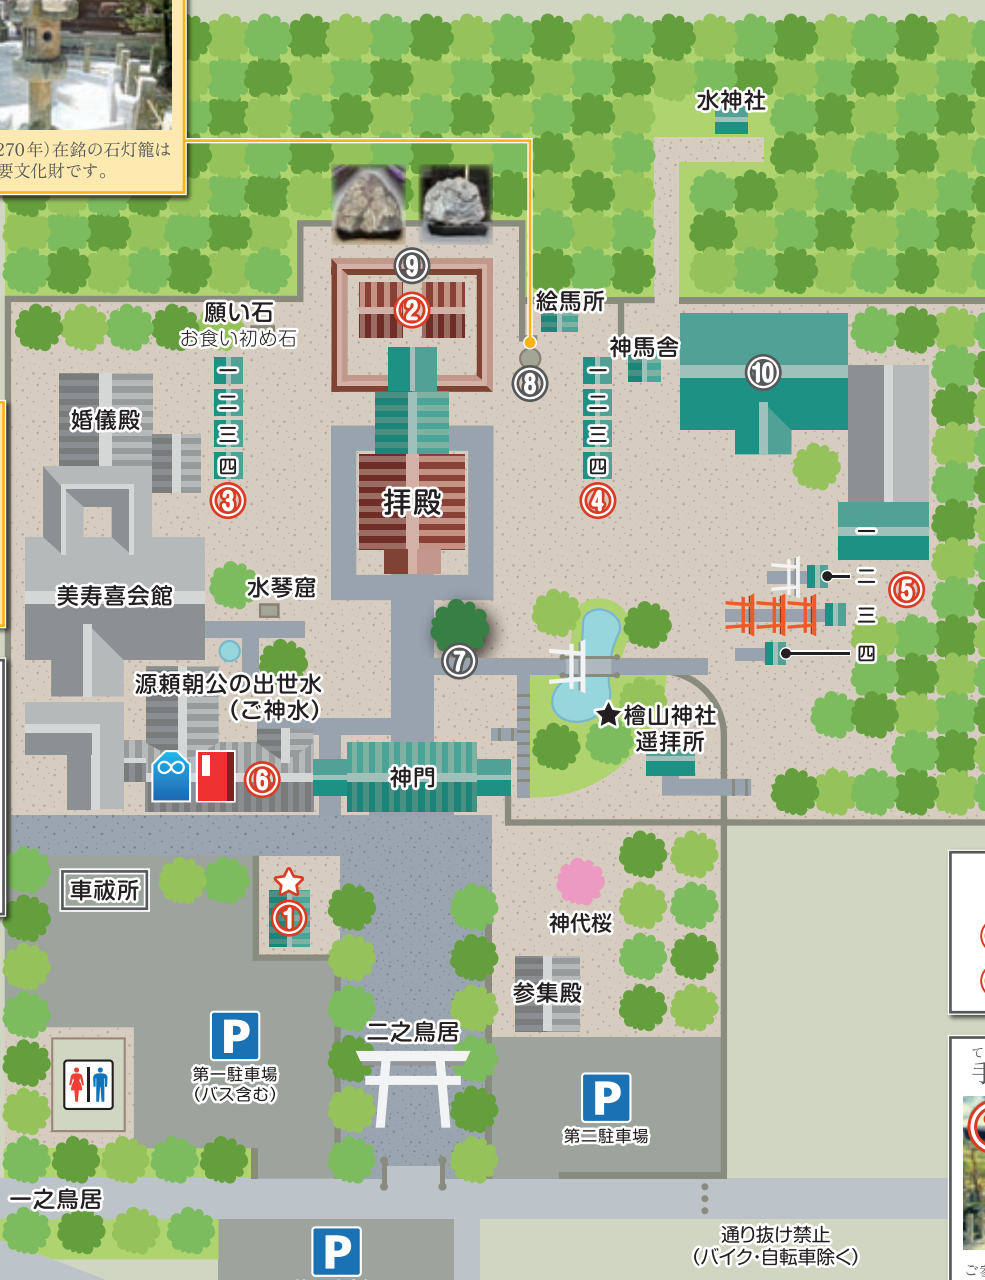 270年）在銘の石灯籠は
要文化財です。
水神社
⑨
②
絵馬所
願い石
お食い初め石
神馬舎
⑧
⑩
一
二
三
四
③
一
二
三
四
④
婚儀殿
拝殿
一
二
三
四
⑤
水琴窟
美寿喜会館
⑦
源頼朝公の出世水
（ご神水）
★檜山神社
遥拝所
⑥
神門
車祓所
①
神代桜
参集殿
二之鳥居
P
第一駐車場
（バス含む）
P
第二駐車場
一之鳥居
P
通り抜け禁止
（バイク・自転車除く）
て
手